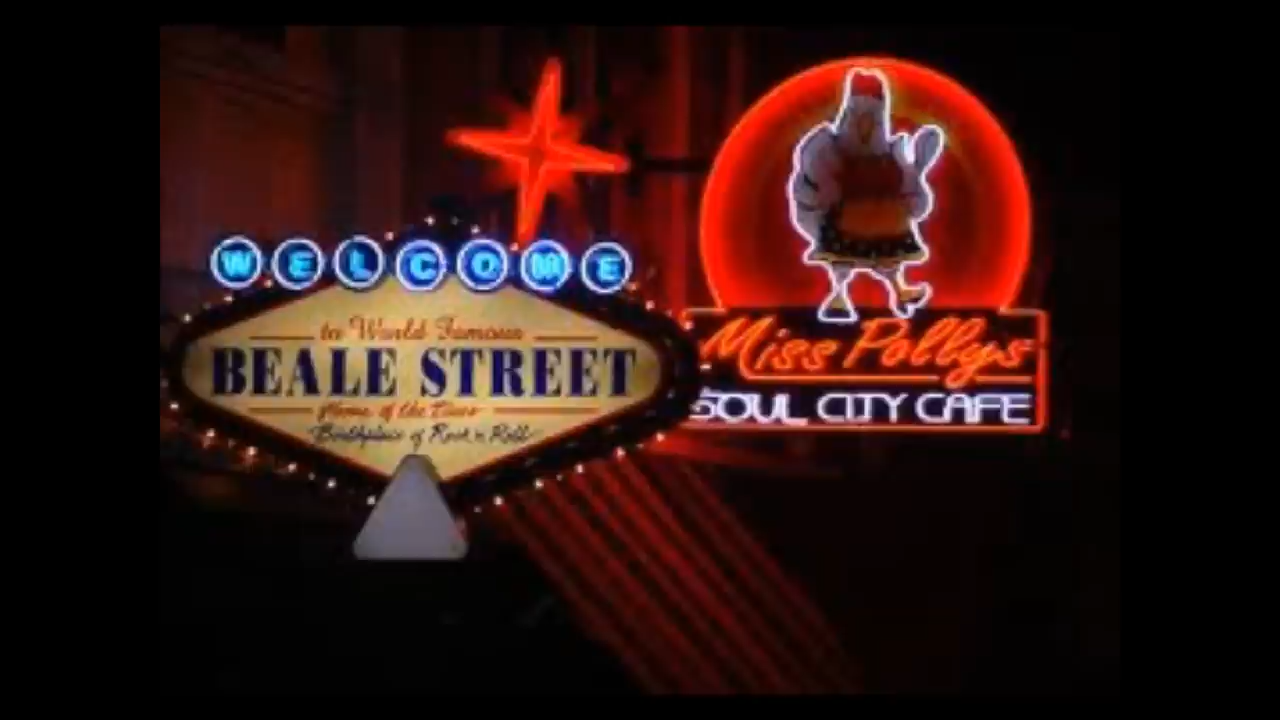 WELCOME
to World Famous
BEALE STREET
Home of the Blues
Birthplace of Rock 'n Roll
Miss Polly's
SOUL CITY CAFE